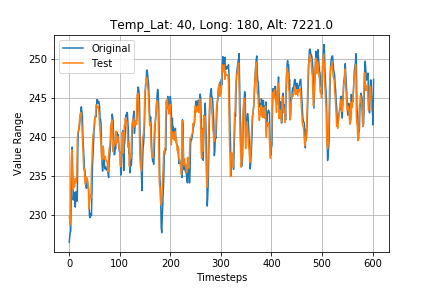 Temp_Lat: 40, Long: 180, Alt: 7221.0
Original
Test
Value Range
250
245
240
235
230
0 100 200 300 400 500 600
Timesteps